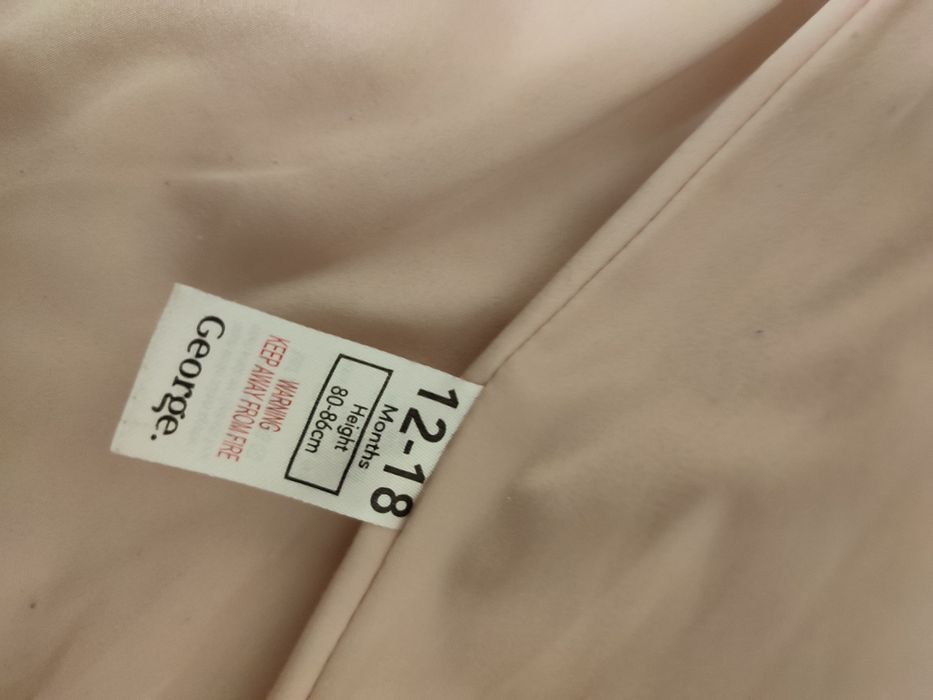 12-18
Months
Height
80-86cm
WARNING
KEEP AWAY FROM FIRE
George.